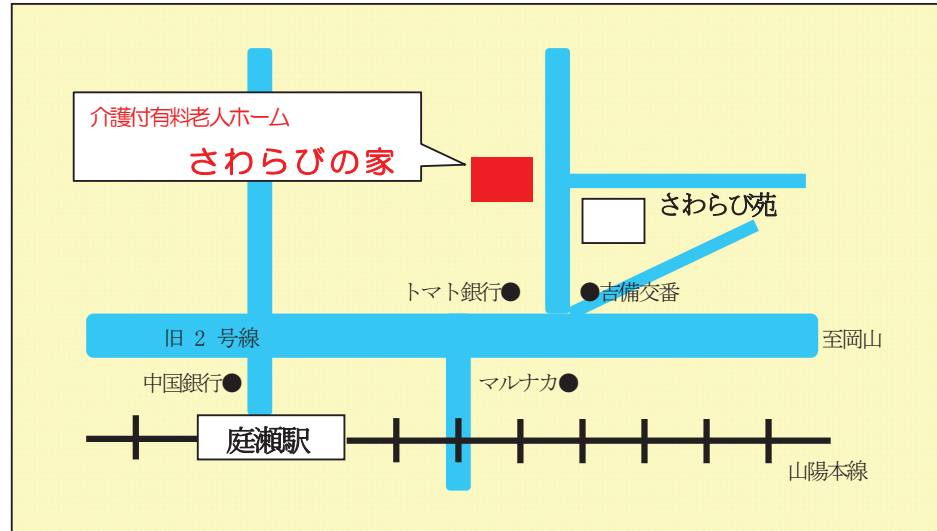 介護付有料老人ホーム
さわらびの家
さわらび苑
トマト銀行●
●吉備交番
旧 2 号線
至岡山
中国銀行●
マルナカ●
庭瀬駅
山陽本線